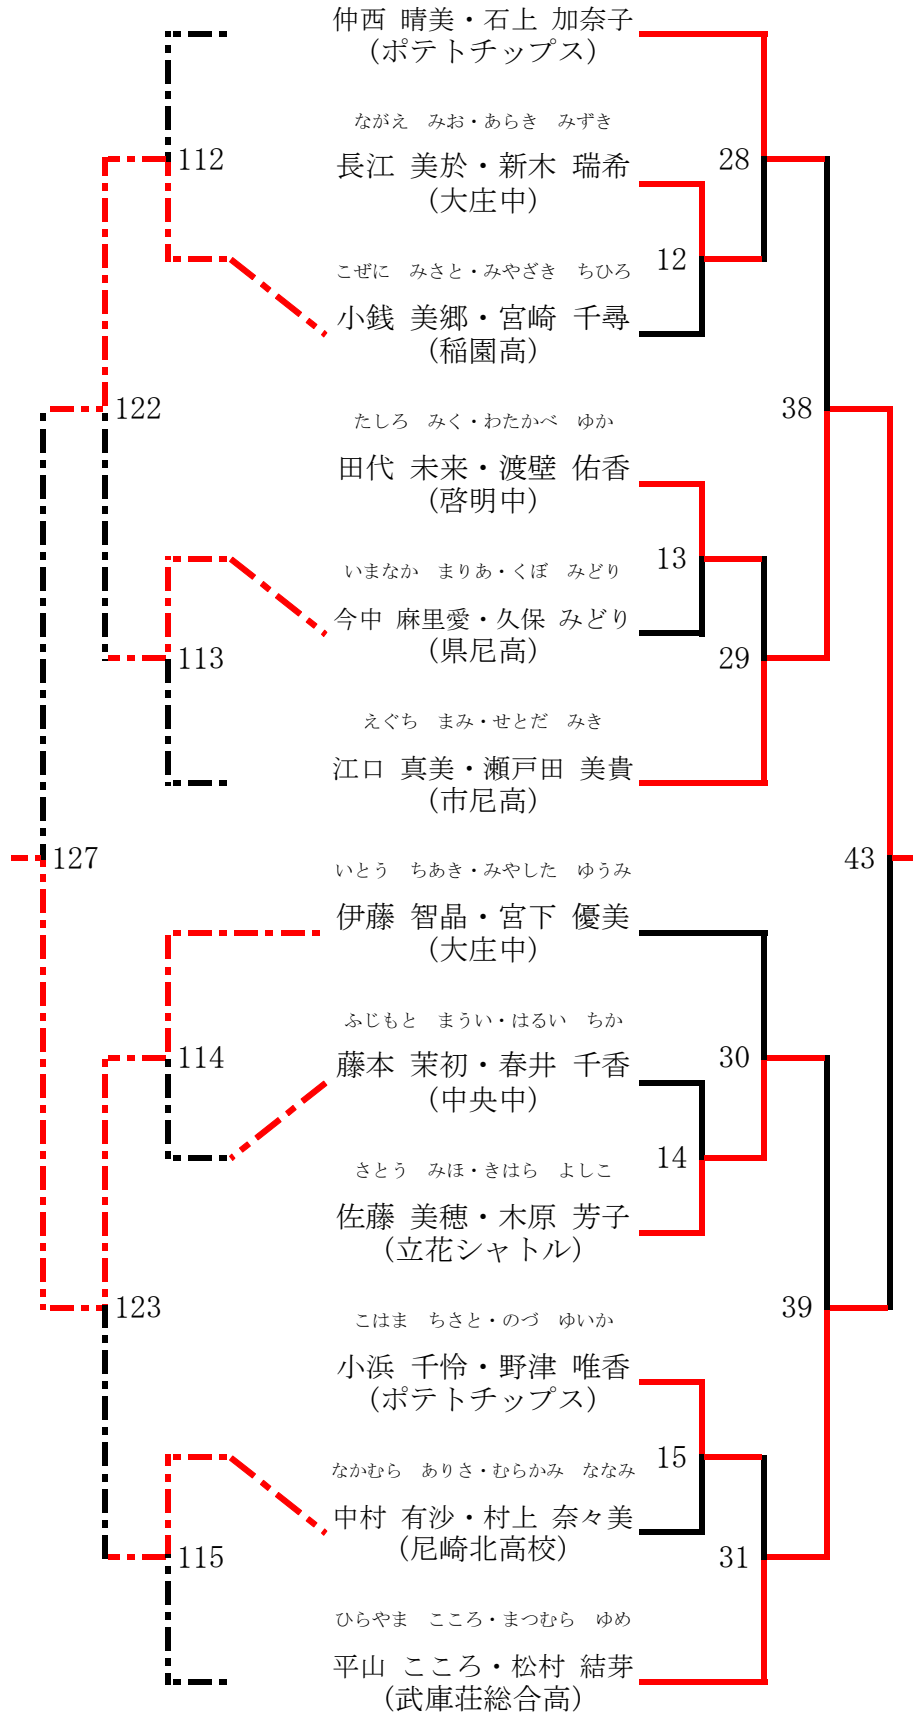 仲西 晴美・石上 加奈子
(ポテトチップス)
ながえ みお・あらき みずき
112
長江 美於・新木 瑞希
28
(大庄中)
こぜに みさと・みやざき ちひろ
12
小銭 美郷・宮崎 千尋
(稲園高)
122
たしろ みく・わたかべ ゆか
38
田代 未来・渡壁 佑香
(啓明中)
いまなか まりあ・くぼ みどり
13
今中 麻里愛・久保 みどり
(県尼高)
113
29
えぐち まみ・せとだ みき
江口 真美・瀬戸田 美貴
(市尼高)
127
いとう ちあき・みやした ゆうみ
43
伊藤 智晶・宮下 優美
(大庄中)
ふじもと まうい・はるい ちか
114
藤本 茉初・春井 千香
30
(中央中)
さとう みほ・きはら よしこ
14
佐藤 美穂・木原 芳子
(立花シャトル)
123
こはま ちさと・のづ ゆいか
39
小浜 千怜・野津 唯香
(ポテトチップス)
なかむら ありさ・むらかみ ななみ
15
中村 有沙・村上 奈々美
(尼崎北高校)
115
31
ひらやま こころ・まつむら ゆめ
平山 こころ・松村 結芽
(武庫荘総合高)